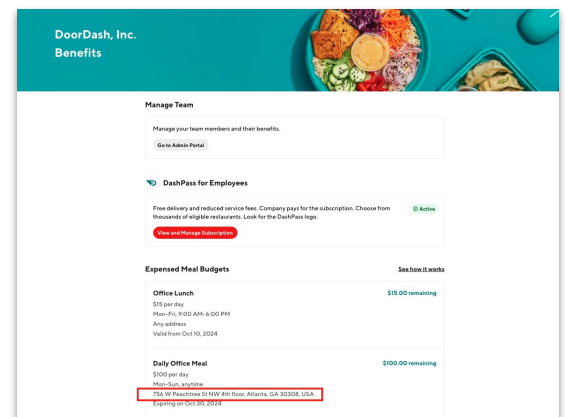 DoorDash, Inc.
Benefits
Manage Team
Manage your team members and their benefits.
Go to Admin Portal
DashPass for Employees
Free delivery and reduced service fees. Company pays for the subscription. Choose from
thousands of eligible restaurants. Look for the DashPass logo.
Active
View and Manage Subscription
Expensed Meal Budgets
See how it works
Office Lunch
$15.00 remaining
$15 per day
Mon-Fri, 9:00 AM-6:00 PM
Any address
Valid from Oct 10, 2024
Daily Office Meal
$100.00 remaining
$100 per day
Mon-Sun, anytime
756 W Peachtree St NW 4th floor, Atlanta, GA 30308, USA
Expiring on Oct 30, 2024